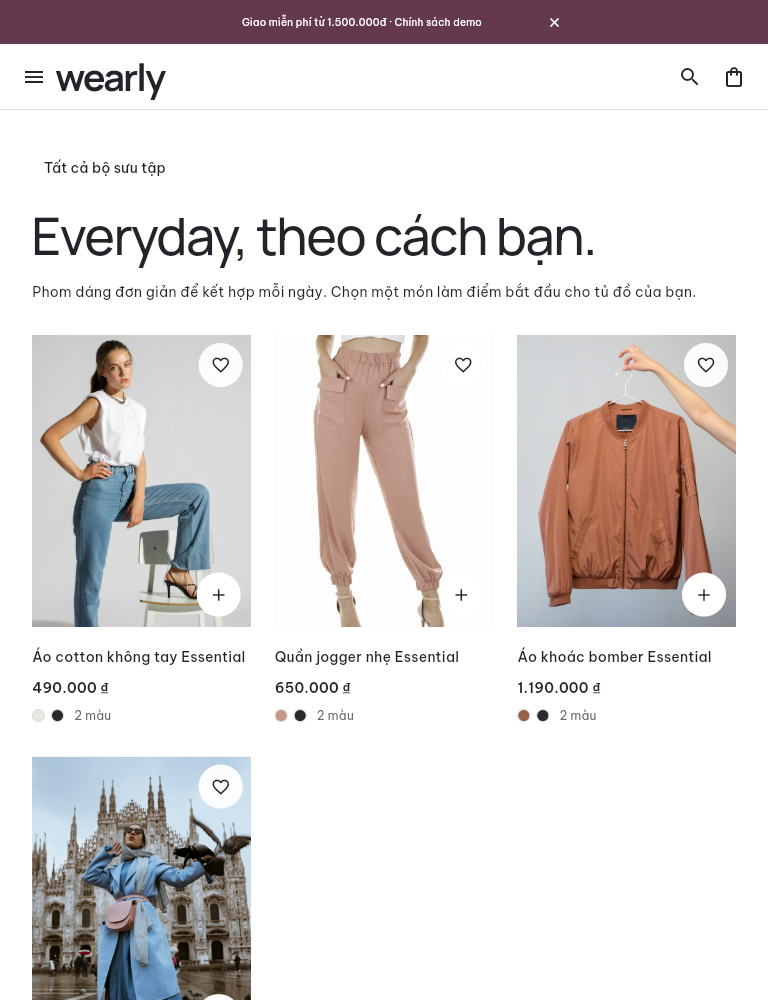 Giao miễn phí từ 1.500.000đ · Chính sách demo
wearly
Tất cả bộ sưu tập
Everyday, theo cách bạn.
Phom dáng đơn giản để kết hợp mỗi ngày. Chọn một món làm điểm bắt đầu cho tủ đồ của bạn.
Áo cotton không tay Essential
490.000 ₫
2 màu
Quần jogger nhẹ Essential
650.000 ₫
2 màu
Áo khoác bomber Essential
1.190.000 ₫
2 màu